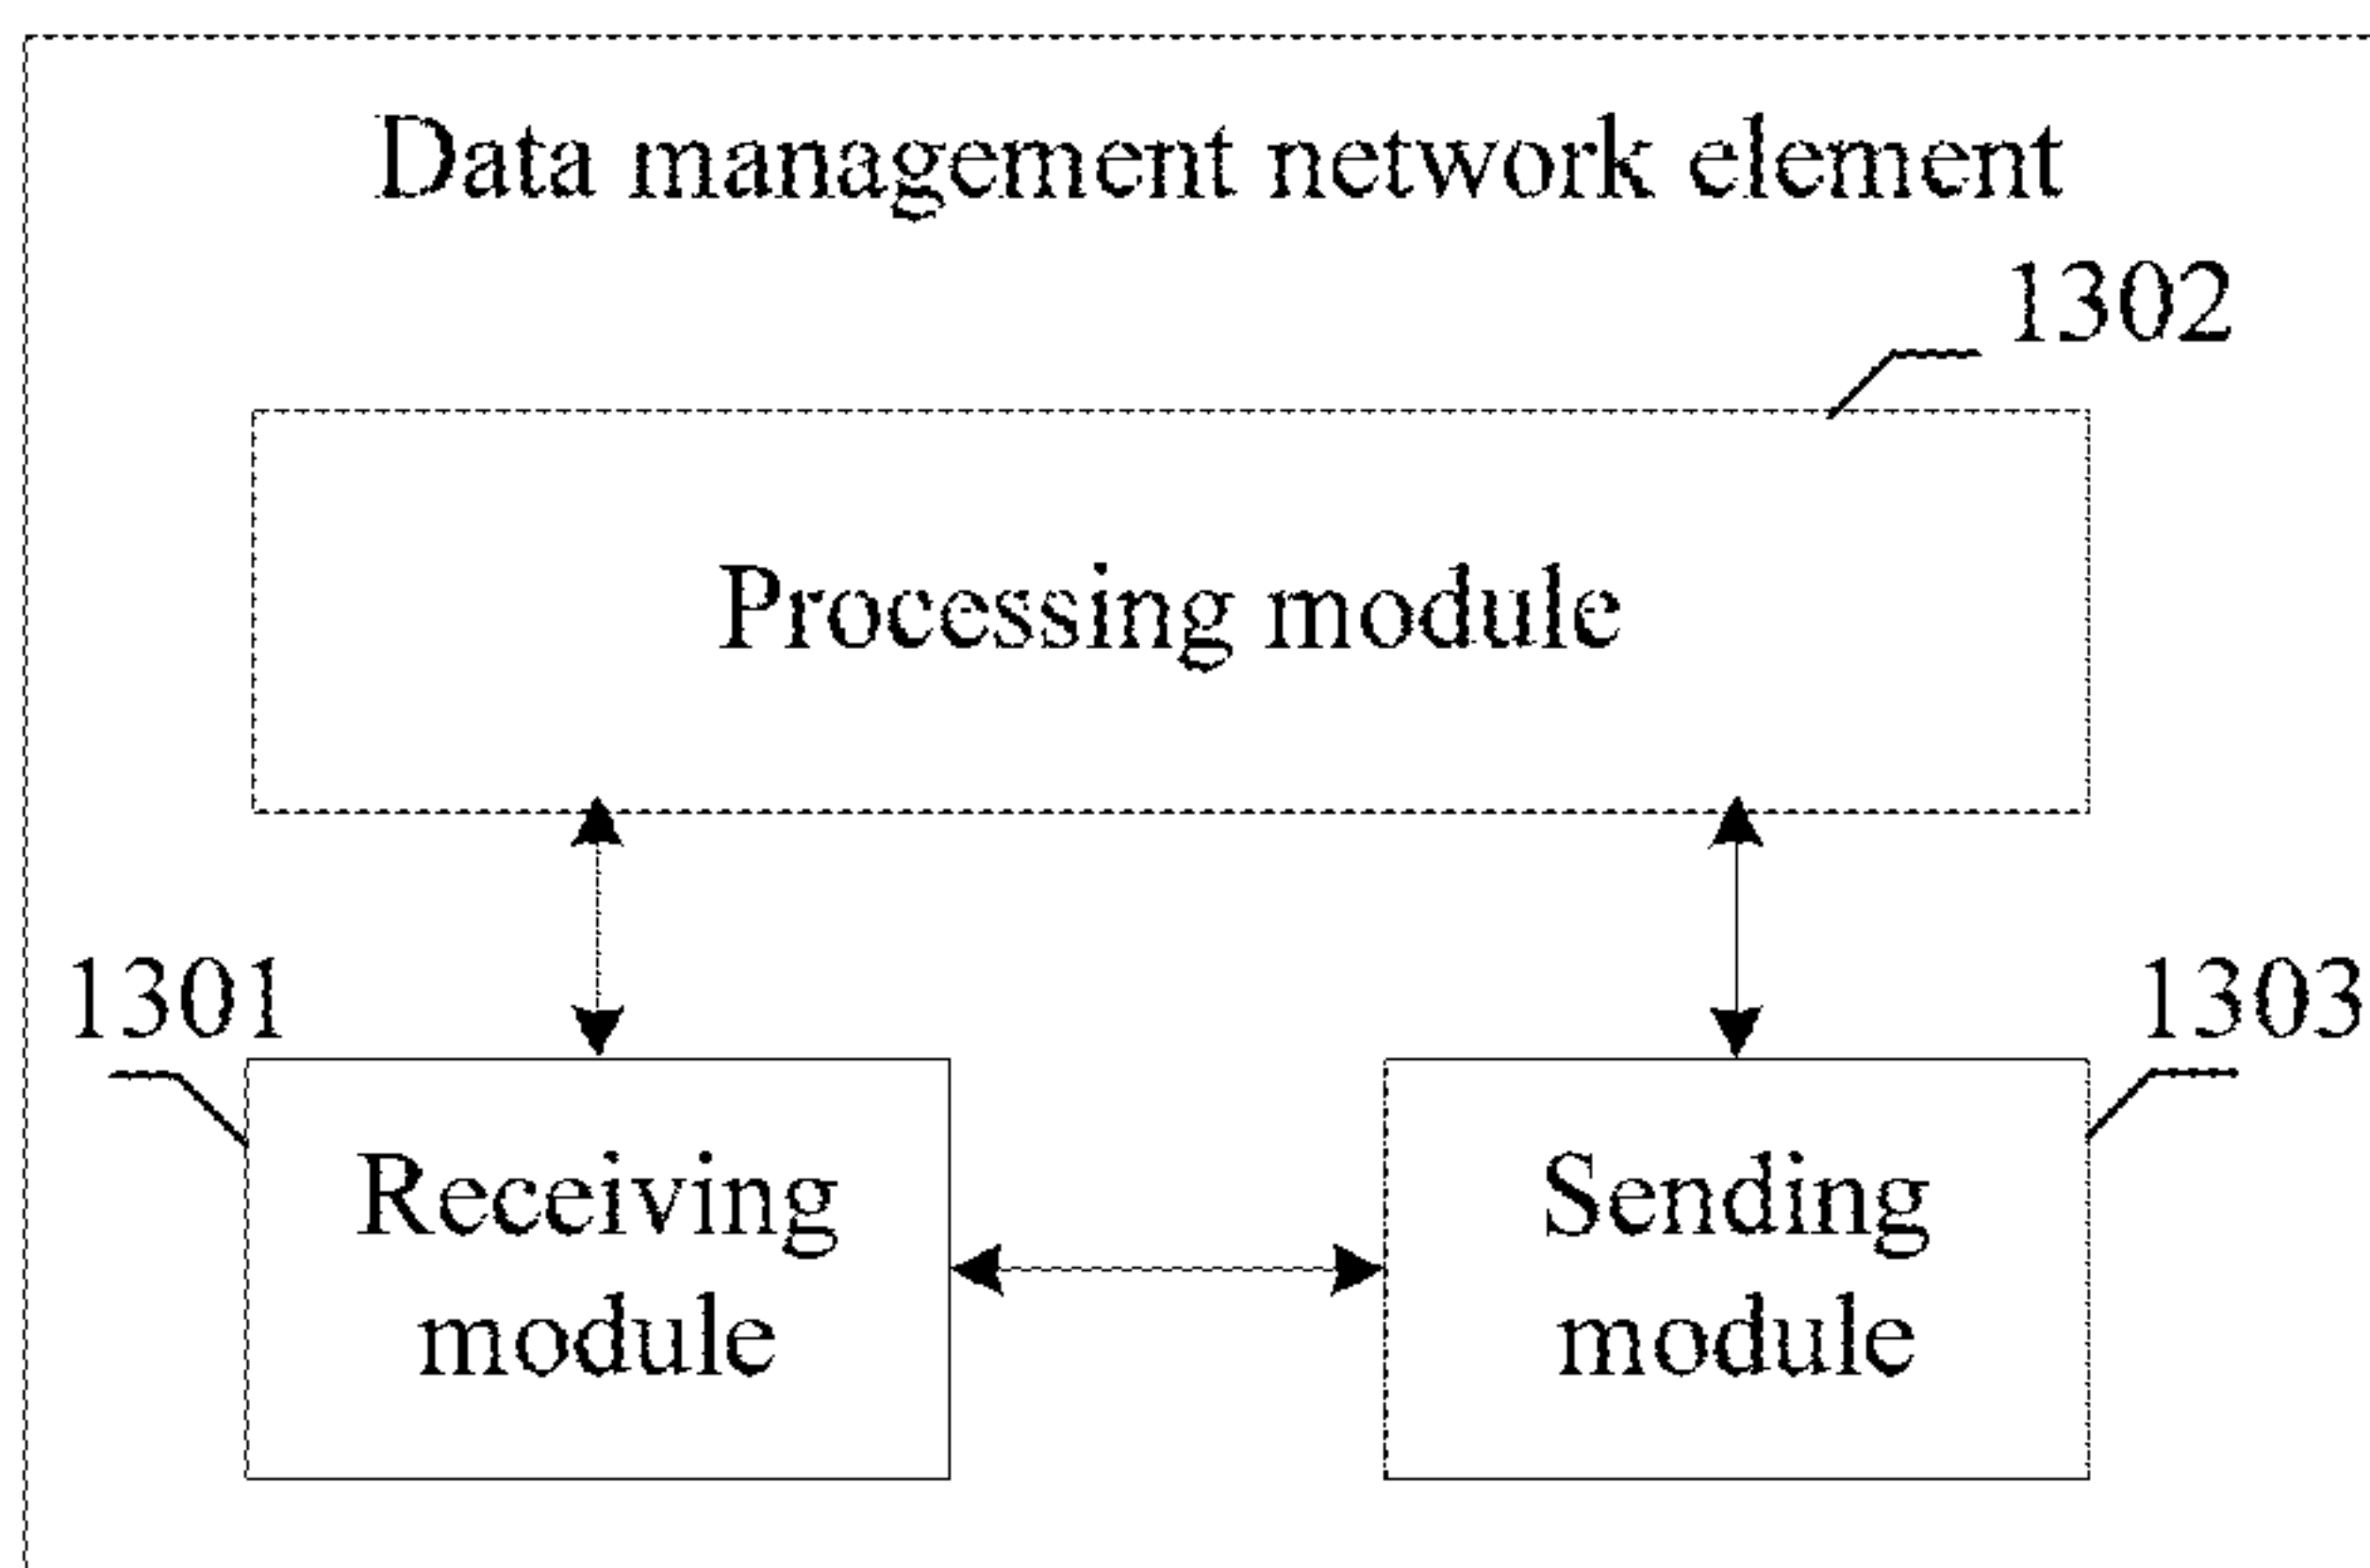 Data management network element
1302
Processing module
1301
1303
Receiving
module
Sending
module